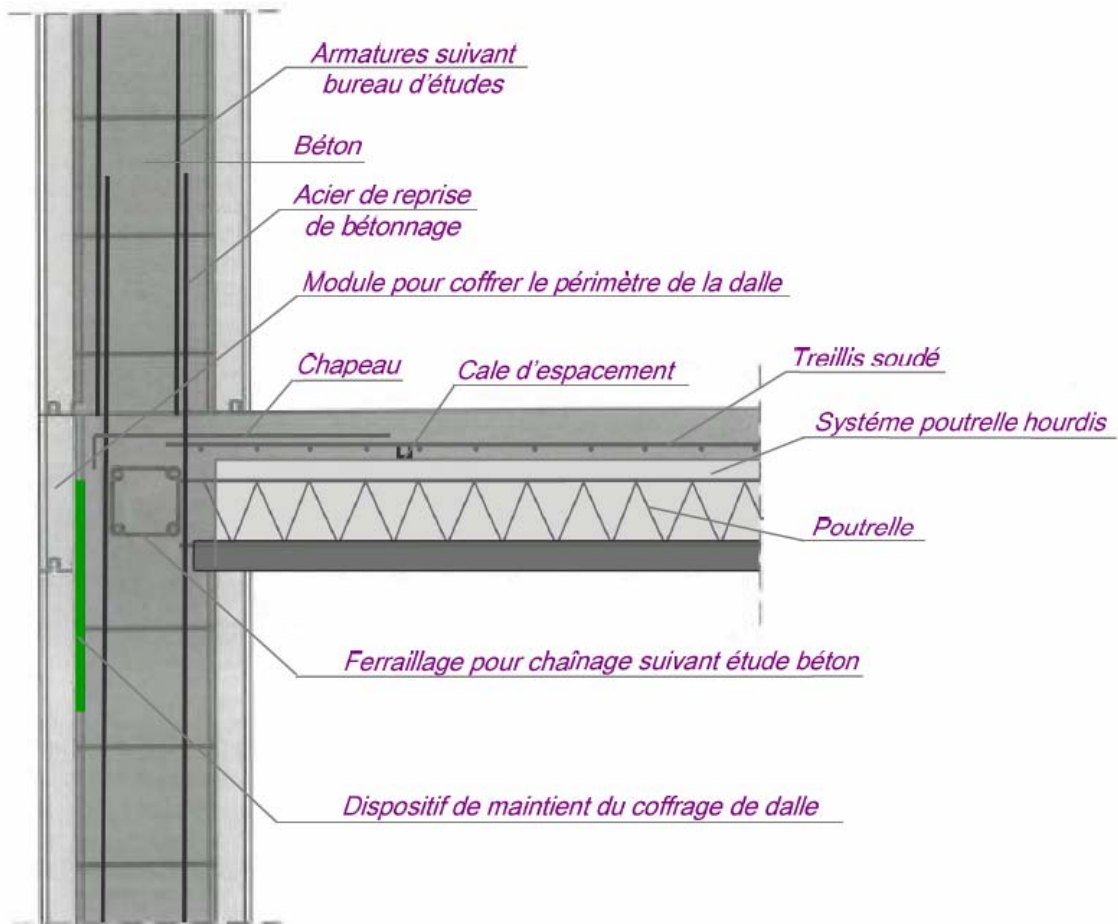 Armatures suivant
bureau d'études
Béton
Acier de reprise
de bétonnage
Module pour coffrer le périmètre de la dalle
Chapeau
Cale d'espacement
Treillis soudé
Systéme poutrelle hourdis
Poutrelle
Ferraillage pour chaînage suivant étude béton
Dispositif de maintient du coffrage de dalle